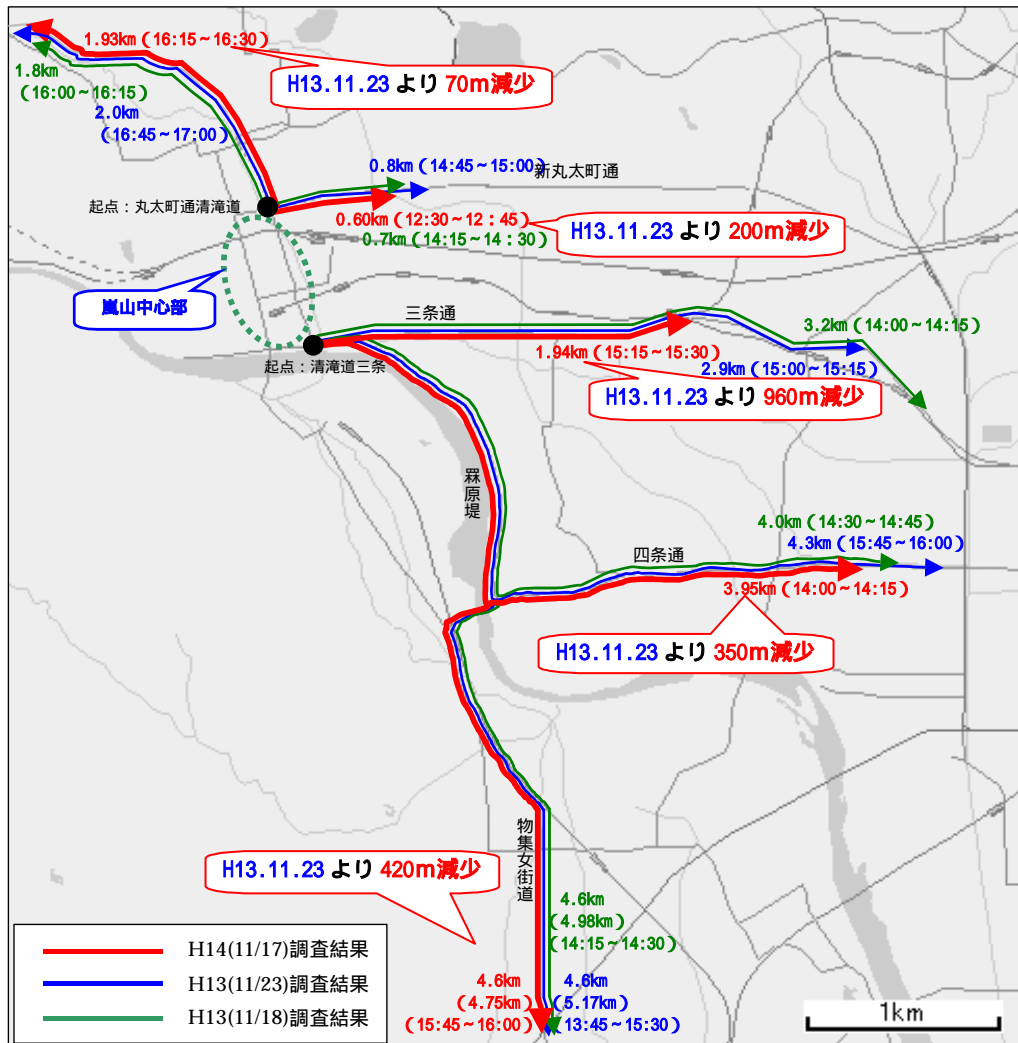 1.93km(16:15~16:30)
H13.11.23 より 70m減少
1.8km
(16:00~16:15)
2.0km
(16:45~17:00)
0.8km(14:45~15:00)
新丸太町通
起点:丸太町通清滝道
0.60km(12:30~12:45)
0.7km(14:15~14:30)
H13.11.23 より 200m減少
嵐山中心部
三条通
3.2km(14:00~14:15)
1.94km(15:15~15:30)
2.9km(15:00~15:15)
起点:清滝道三条
H13.11.23 より 960m減少
罧原堤
4.0km(14:30~14:45)
4.3km(15:45~16:00)
四条通
3.95km(14:00~14:15)
H13.11.23 より 350m減少
物集女街道
H13.11.23 より 420m減少
4.6km
(4.98km)
(14:15~14:30)
4.6km
(4.75km)
(15:45~16:00)
4.6km
(5.17km)
(13:45~15:30)
H14(11/17)調査結果
H13(11/23)調査結果
H13(11/18)調査結果
1km